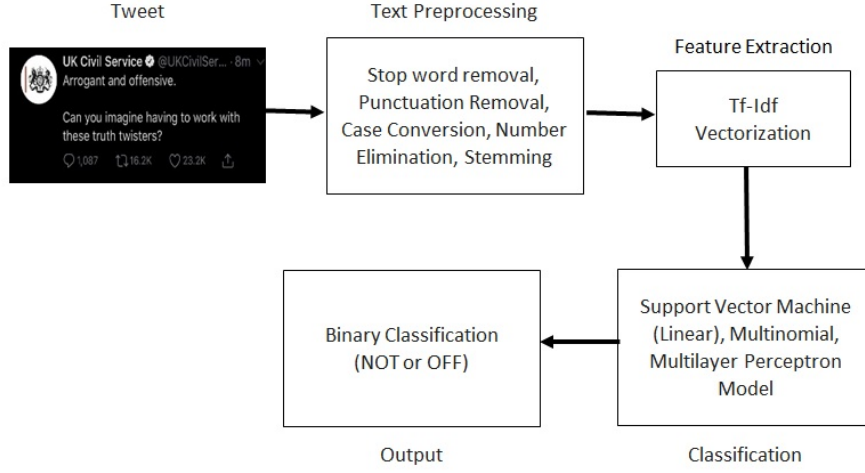 Tweet
Text Preprocessing
Feature Extraction
UK Civil Service @UKCivilSer... · 8m
Arrogant and offensive.
Can you imagine having to work with
these truth twisters?
1,087 16.2K 23.2K
Stop word removal,
Punctuation Removal,
Case Conversion, Number
Elimination, Stemming
Tf-Idf
Vectorization
Binary Classification
(NOT or OFF)
Support Vector Machine
(Linear), Multinomial,
Multilayer Perceptron
Model
Output
Classification